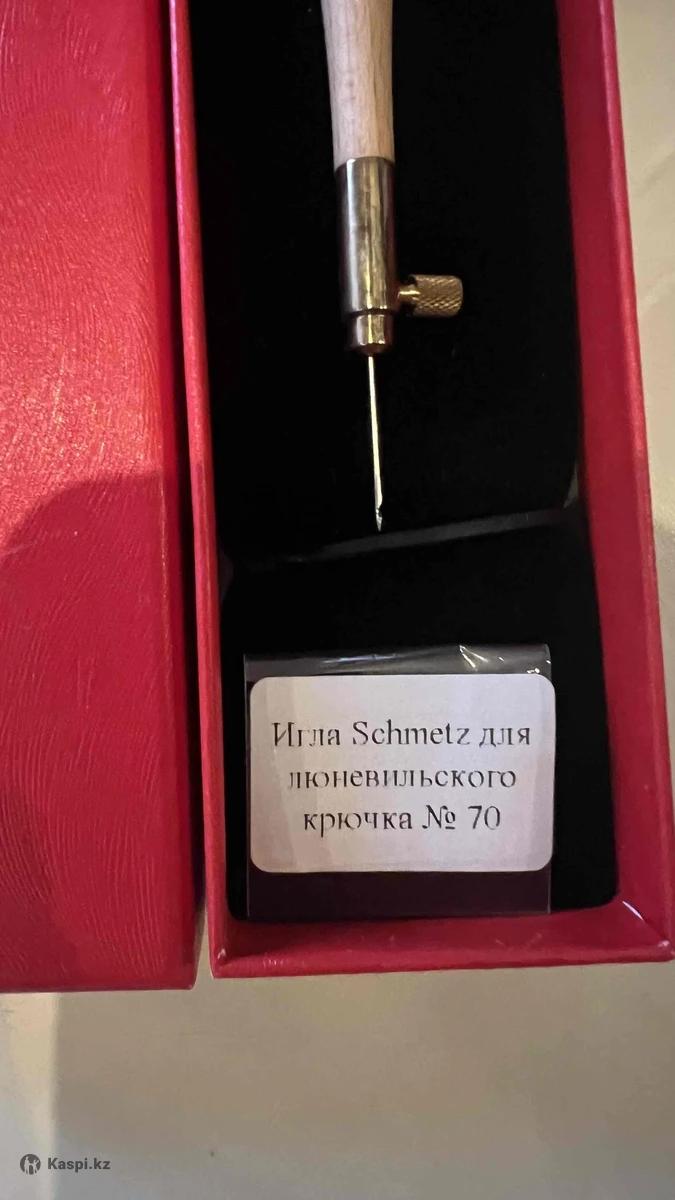 Игла Schmetz для
люневильского
крючка № 70
Kaspi.kz